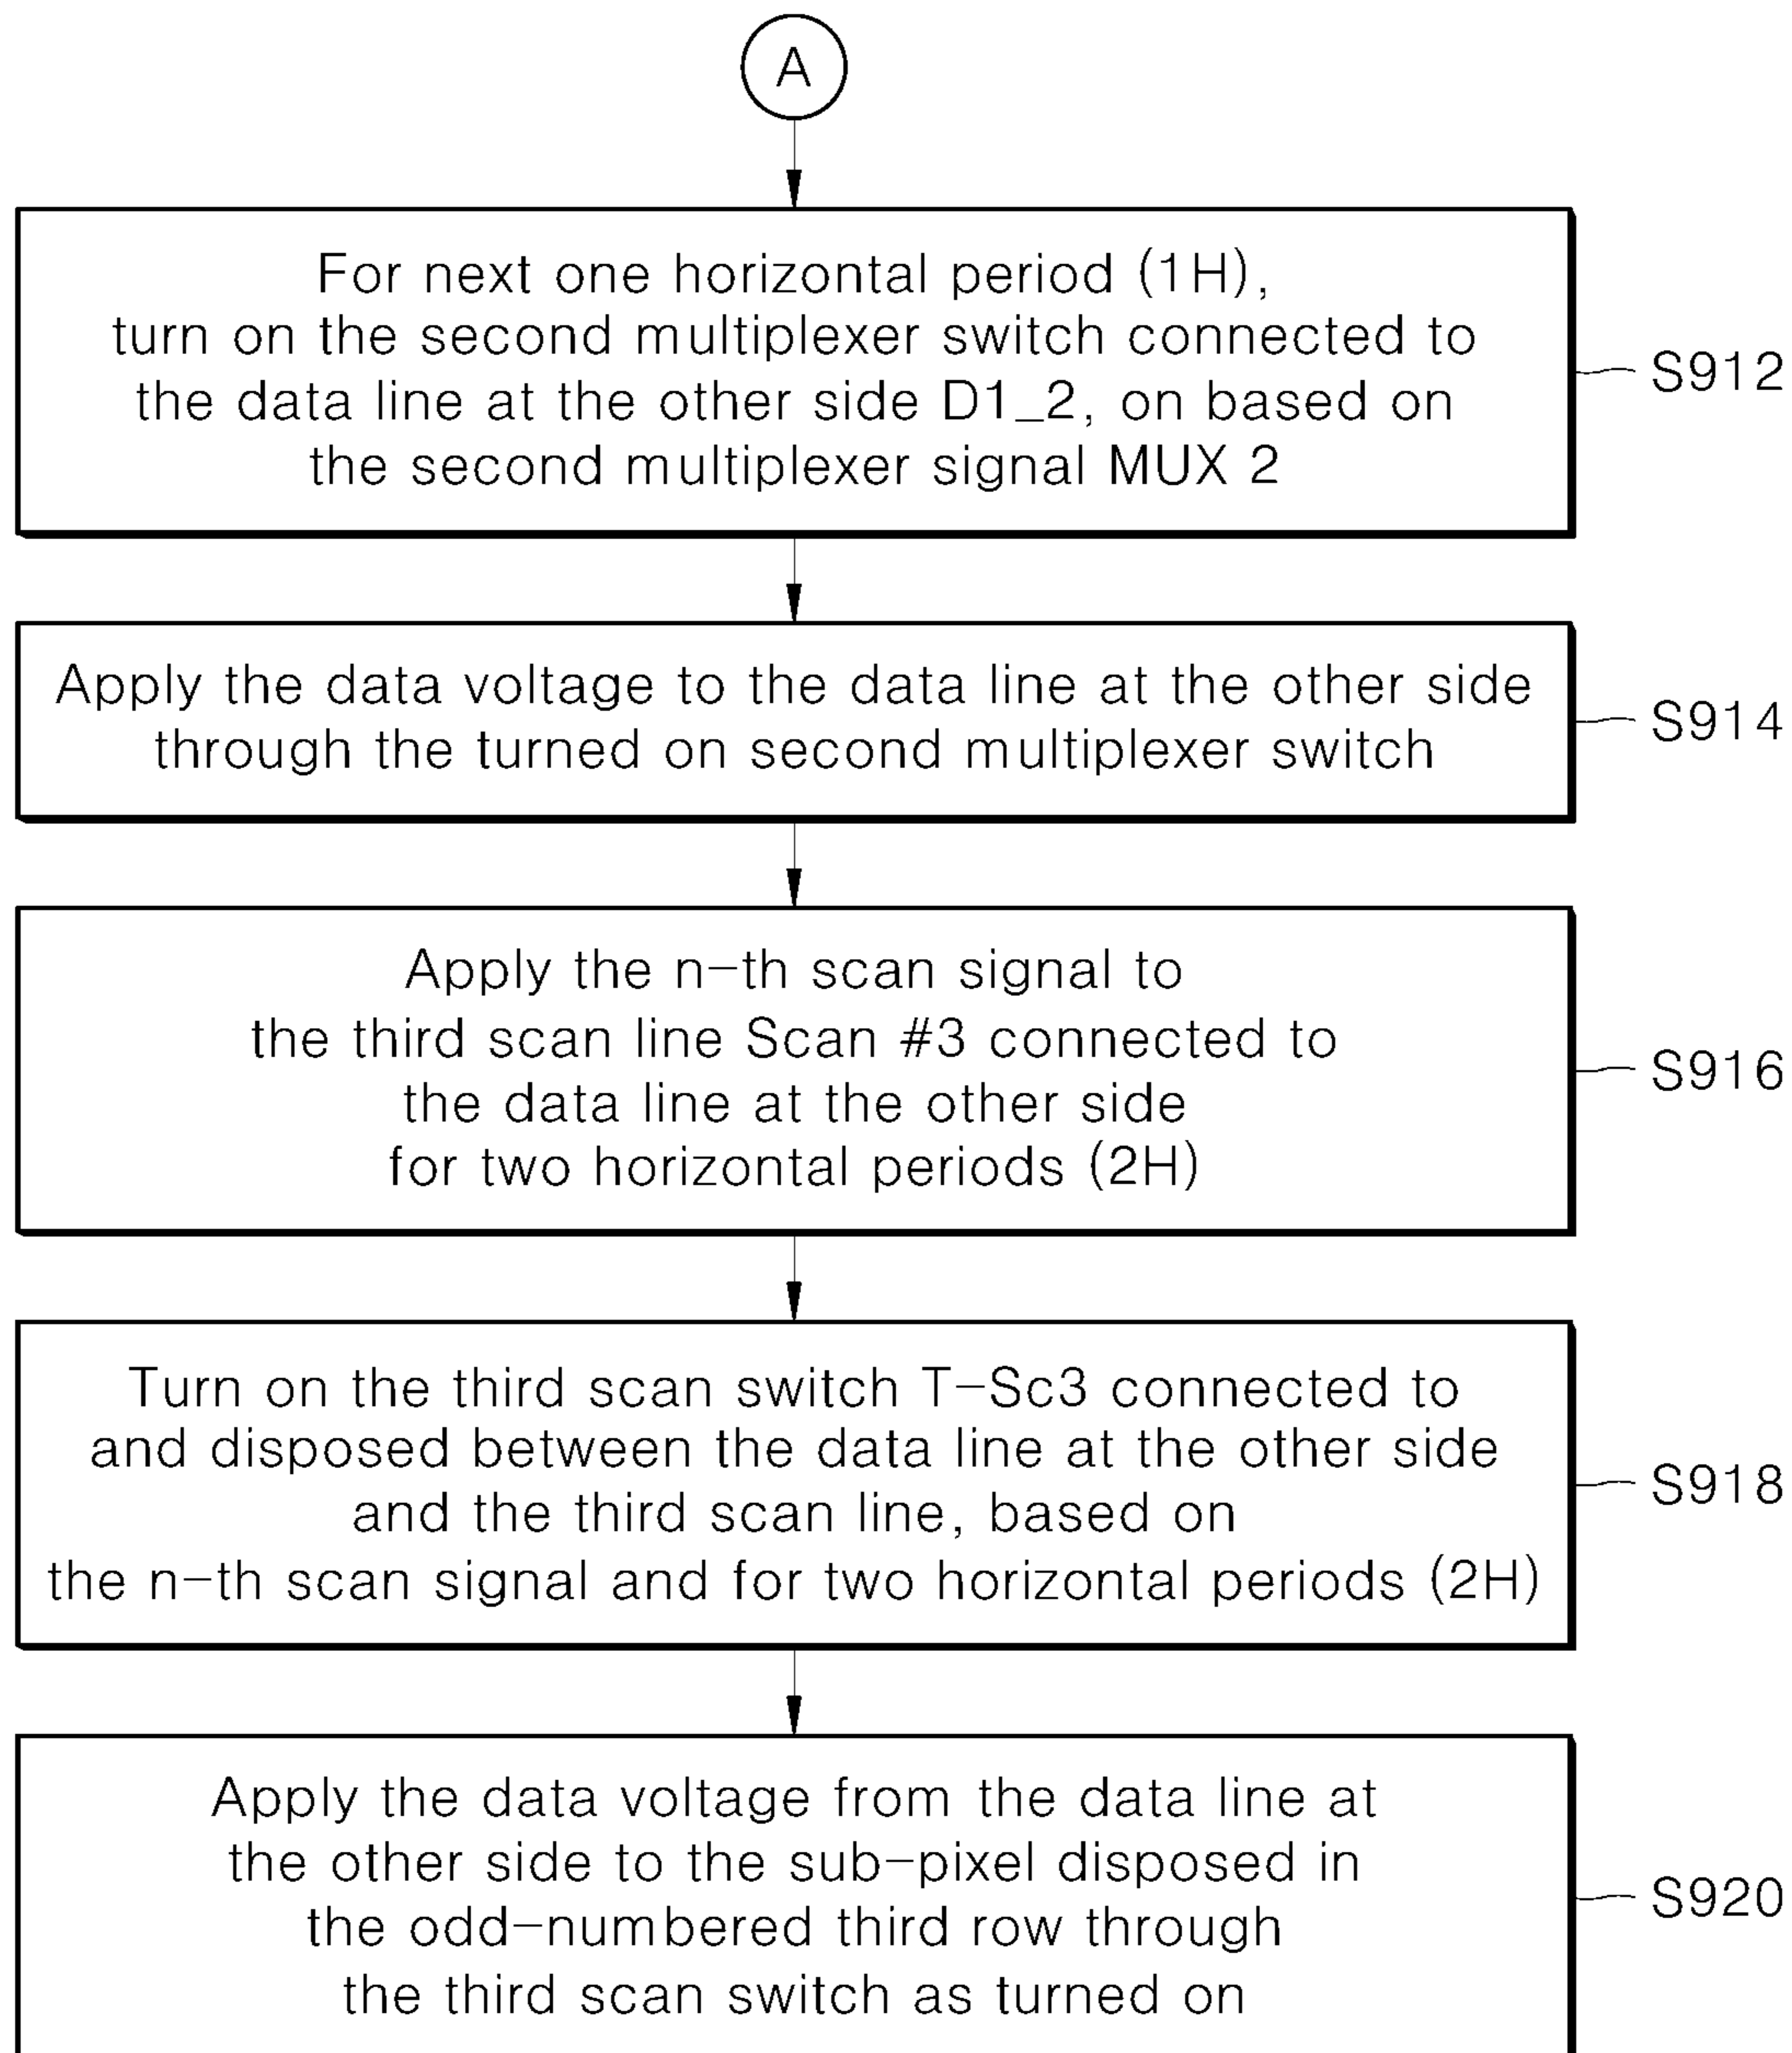 A
For next one horizontal period (1H),
turn on the second multiplexer switch connected to
the data line at the other side D1_2, on based on
the second multiplexer signal MUX 2
S912
Apply the data voltage to the data line at the other side
through the turned on second multiplexer switch
S914
Apply the n-th scan signal to
the third scan line Scan #3 connected to
the data line at the other side
for two horizontal periods (2H)
S916
Turn on the third scan switch T-Sc3 connected to
and disposed between the data line at the other side
and the third scan line, based on
the n-th scan signal and for two horizontal periods (2H)
S918
Apply the data voltage from the data line at
the other side to the sub-pixel disposed in
the odd-numbered third row through
the third scan switch as turned on
S920